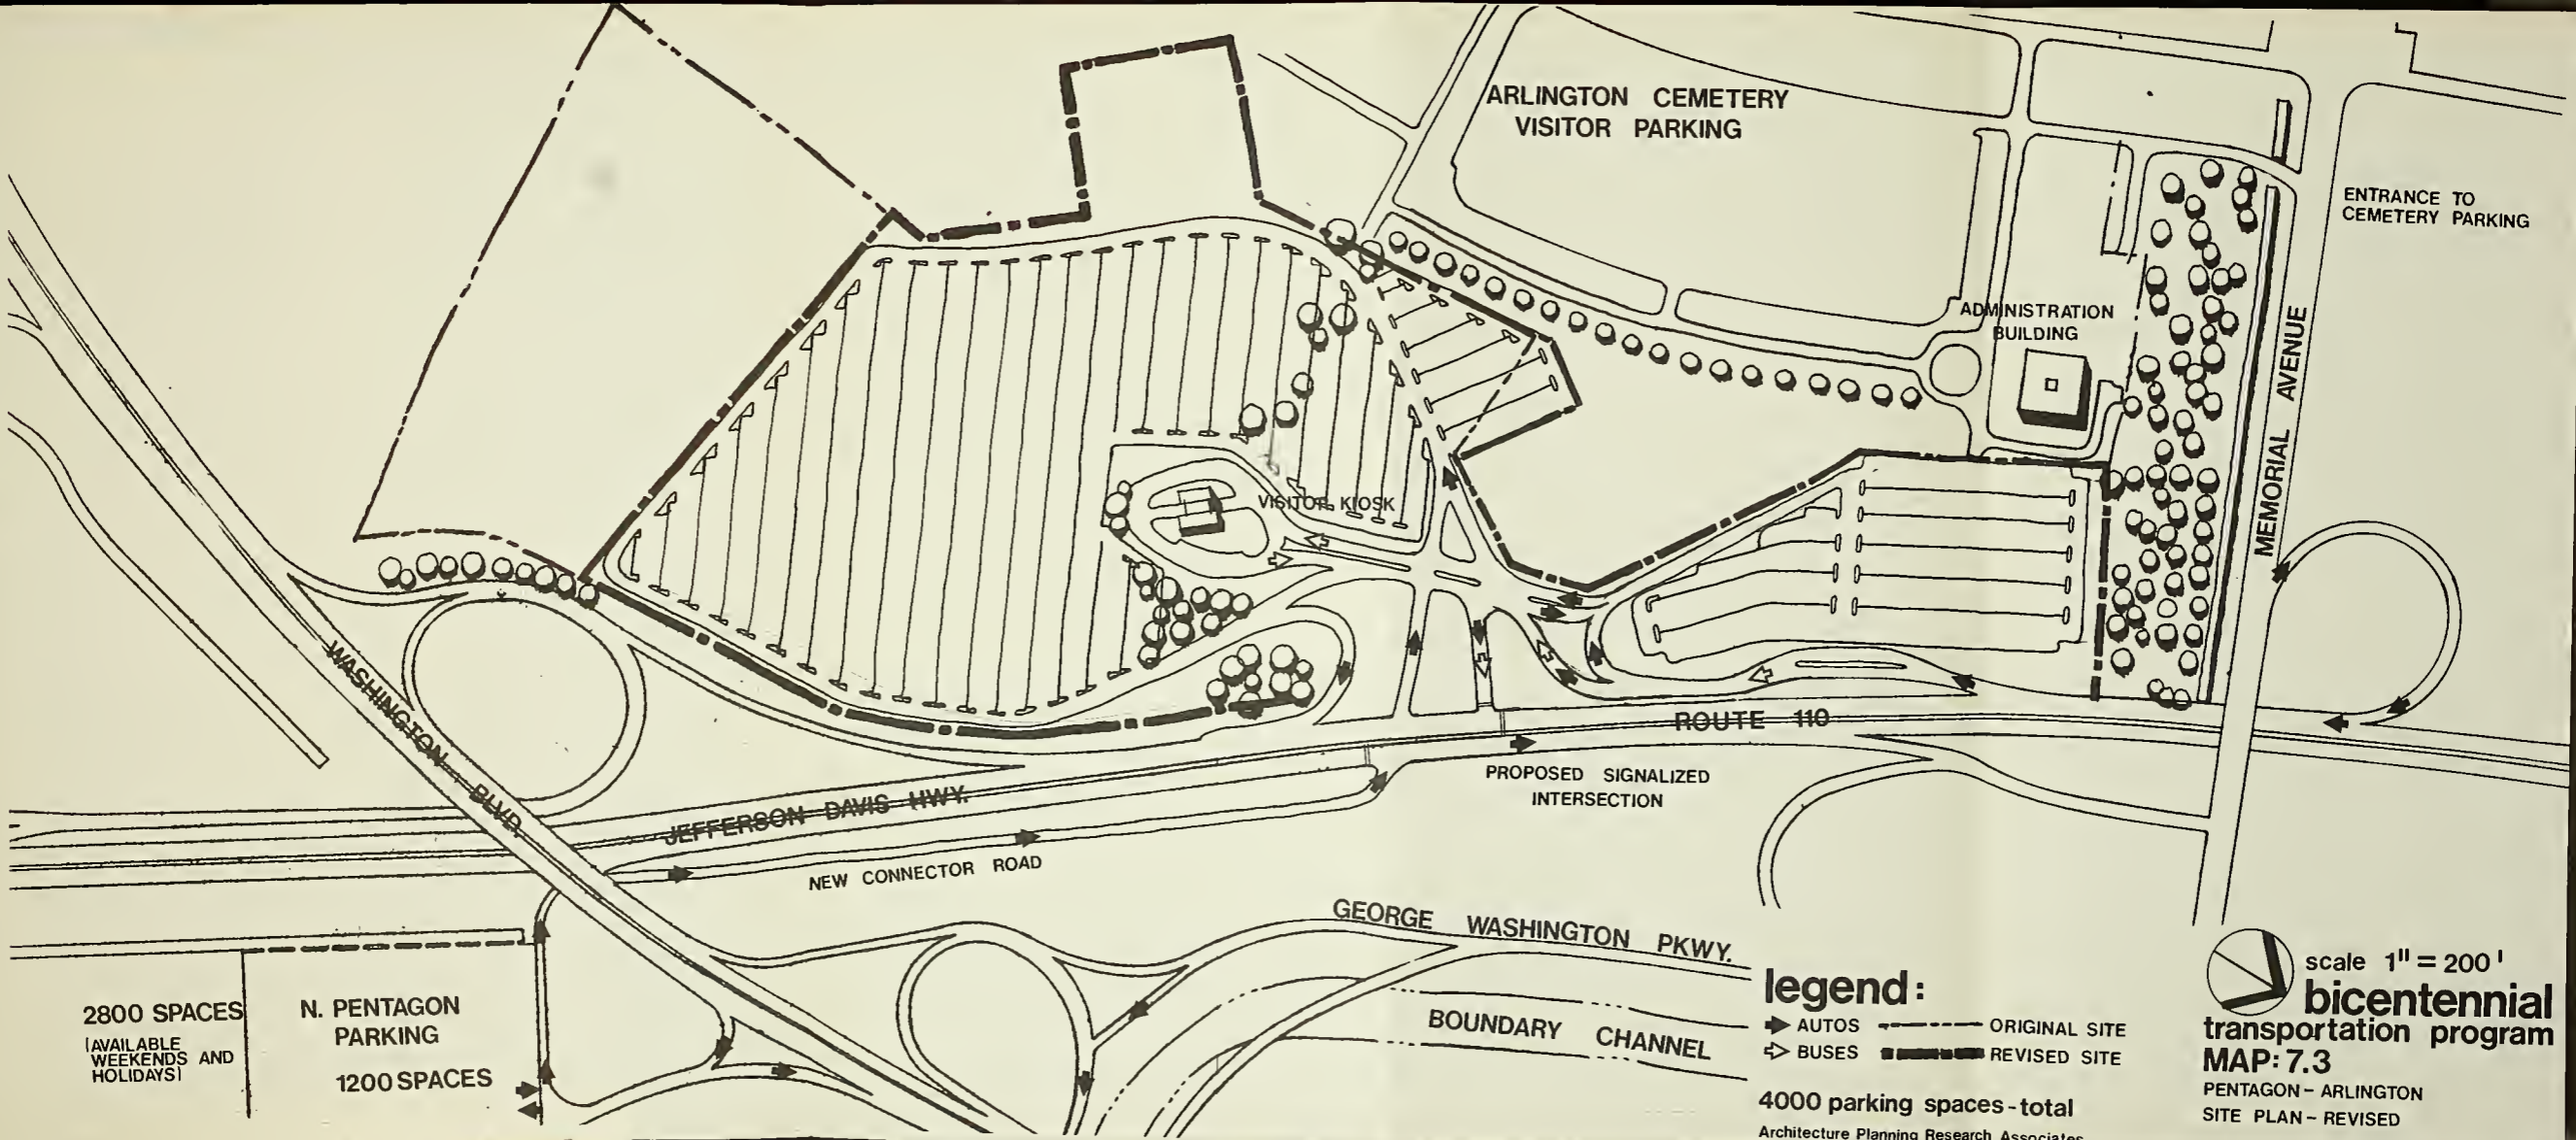 ARLINGTON CEMETERY
VISITOR PARKING
ENTRANCE TO
CEMETERY PARKING
ADMINISTRATION
BUILDING
MEMORIAL AVENUE
VISITOR KIOSK
WASHINGTON BLVD.
ROUTE 110
JEFFERSON DAVIS HWY.
PROPOSED SIGNALIZED
INTERSECTION
NEW CONNECTOR ROAD
GEORGE WASHINGTON PKWY.
BOUNDARY CHANNEL
2800 SPACES
(AVAILABLE
WEEKENDS AND
HOLIDAYS)
N. PENTAGON
PARKING
1200 SPACES
legend:
AUTOS
ORIGINAL SITE
BUSES
REVISED SITE
4000 parking spaces-total
Architecture Planning Research Associates
scale 1" = 200'
bicentennial
transportation program
MAP: 7.3
PENTAGON - ARLINGTON
SITE PLAN - REVISED